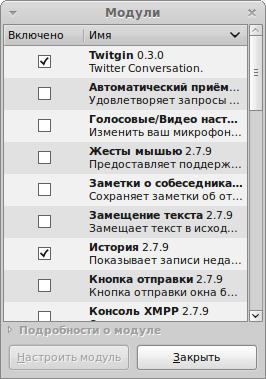 Модули
Включено Имя
Twitgin 0.3.0
Twitter Conversation.
Автоматический приём…
Удовлетворяет запросы …
Голосовые/Видео наст…
Изменить ваш микрофон…
Жесты мышью 2.7.9
Предоставляет поддерж…
Заметки о собеседника…
Сохраняет заметки об от…
Замещение текста 2.7.9
Замещает текст в исход…
История 2.7.9
Показывает записи неда…
Кнопка отправки 2.7.9
Кнопка отправки окна б…
Консоль XMPP 2.7.9
Подробности о модуле
Настроить модуль Закрыть